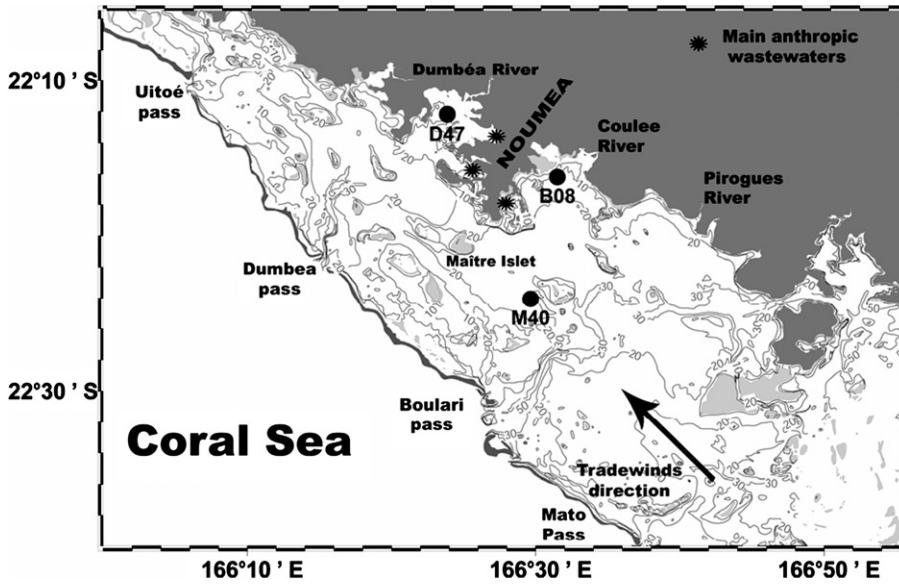 Main anthropic
wastewaters
22°10 ' S
Dumbéa River
Uitoé
pass
D47
NOUMEA
Coulee
River
B08
Pirogues
River
Maître Islet
Dumbea
pass
M40
22°30 ' S
Boulari
pass
Coral Sea
Tradewinds
direction
Mato
Pass
166°10 ' E
166°30 ' E
166°50 ' E